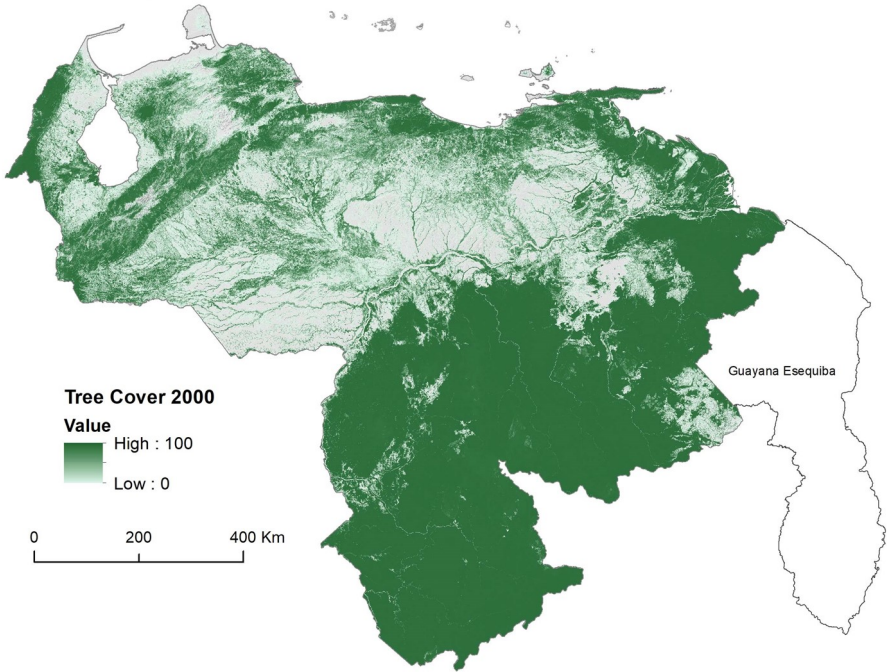 Guayana Esequiba
Tree Cover 2000
Value
High : 100
Low : 0
0 200 400 Km